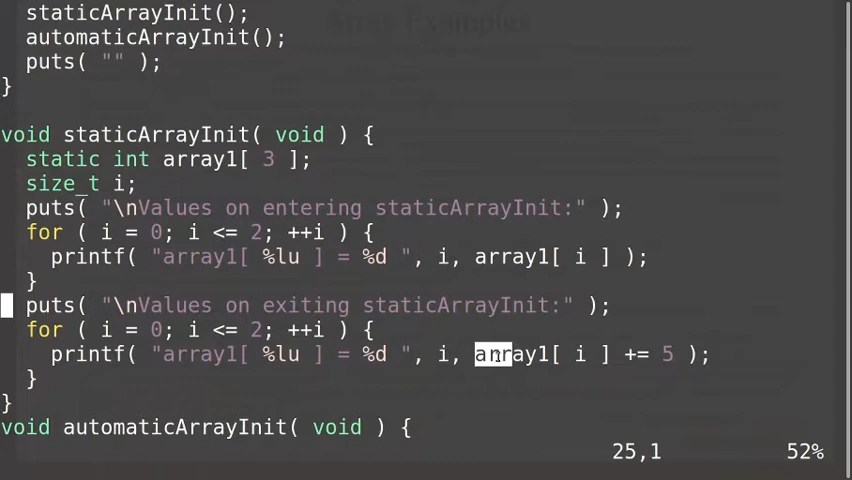 Array Examples
staticArrayInit();
automaticArrayInit();
puts( "" );
}
void staticArrayInit( void ) {
static int array1[ 3 ];
size_t i;
puts( "\nValues on entering staticArrayInit:" );
for ( i = 0; i <= 2; ++i ) {
printf( "array1[ %lu ] = %d ", i, array1[ i ] );
}
puts( "\nValues on exiting staticArrayInit:" );
for ( i = 0; i <= 2; ++i ) {
printf( "array1[ %lu ] = %d ", i, array1[ i ] += 5 );
}
}
void automaticArrayInit( void ) {
25,1 52%